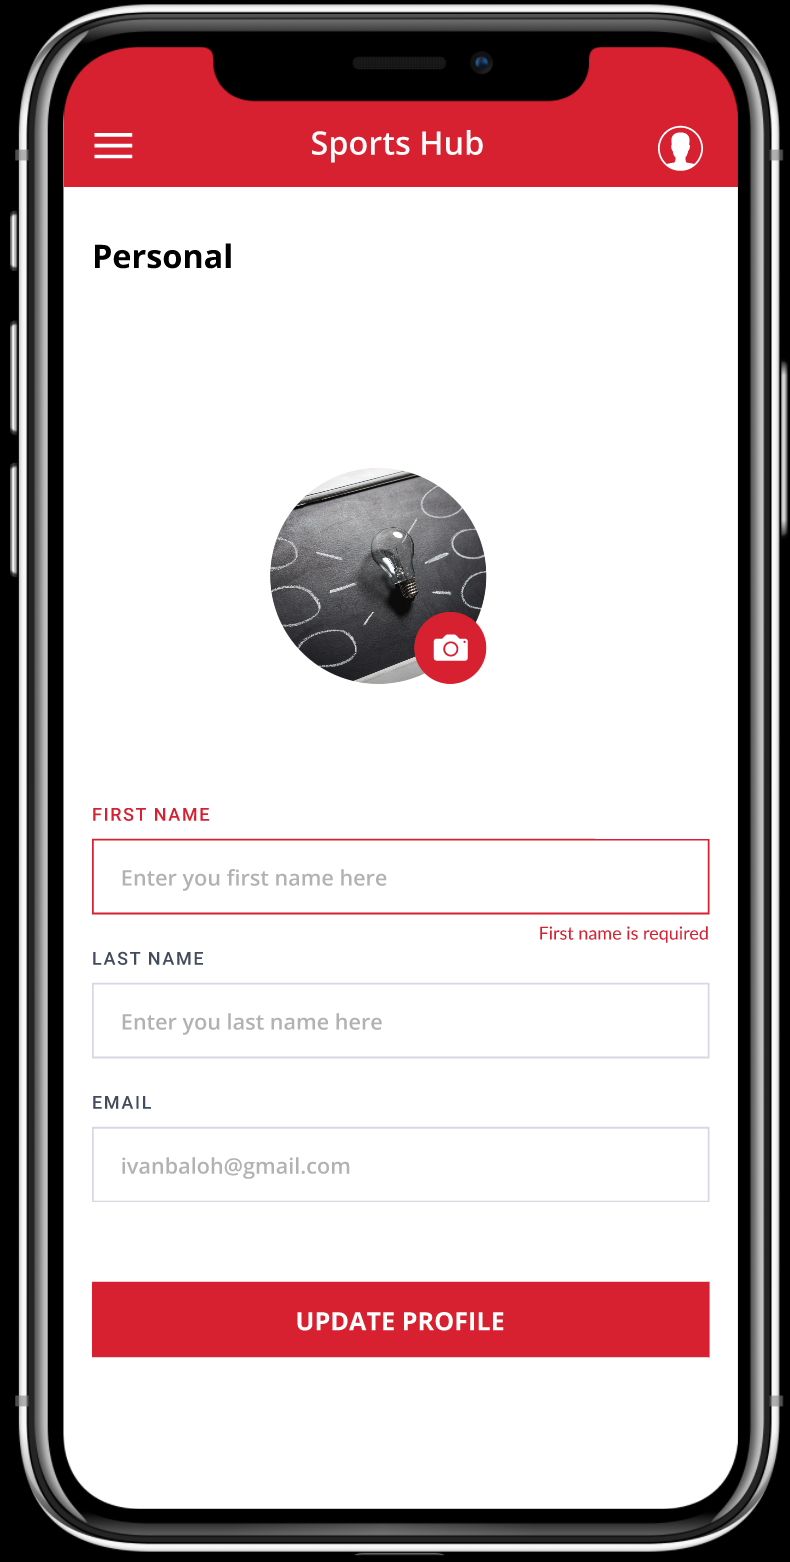 Sports Hub
Personal
FIRST NAME
Enter you first name here
First name is required
LAST NAME
Enter you last name here
EMAIL
ivanbaloh@gmail.com
UPDATE PROFILE